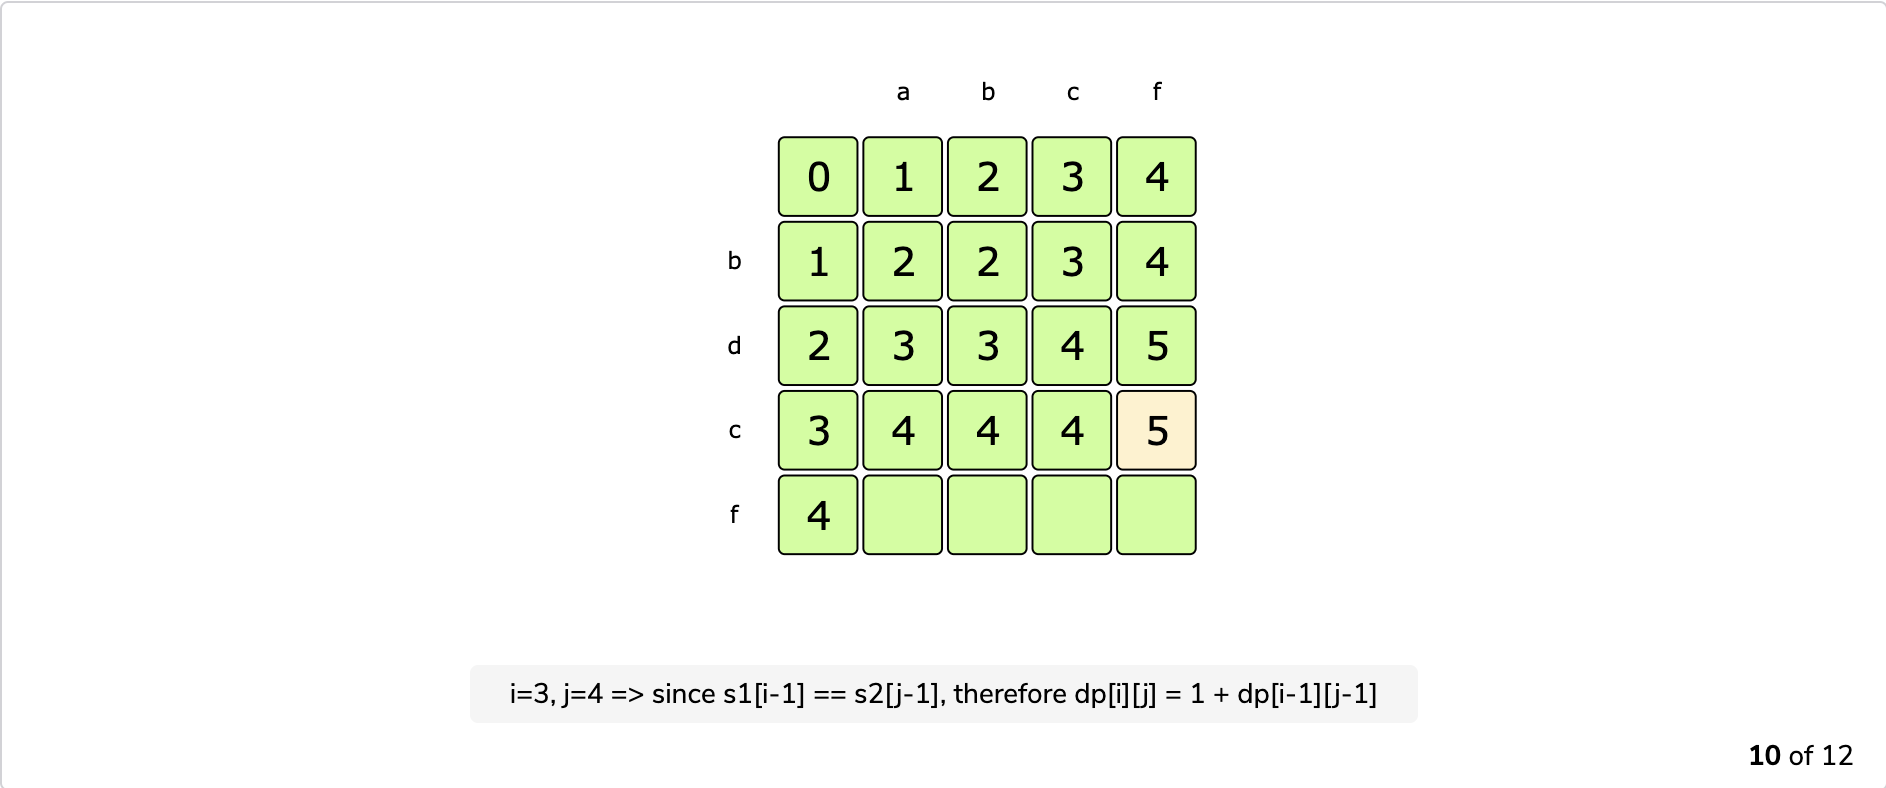 a b c f
0 1 2 3 4
b 1 2 2 3 4
d 2 3 3 4 5
c 3 4 4 4 5
f 4
i=3, j=4 => since s1[i-1] == s2[j-1], therefore dp[i][j] = 1 + dp[i-1][j-1]
10 of 12